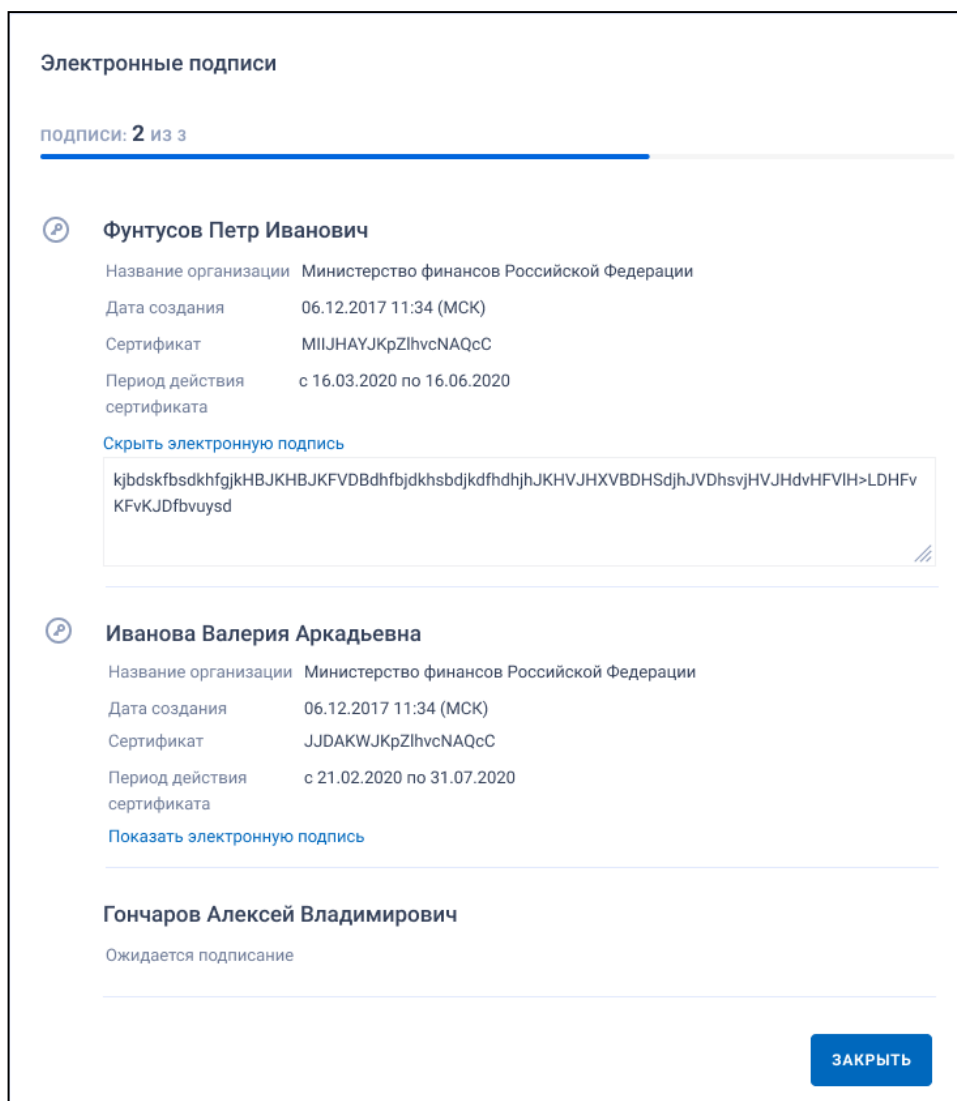 Электронные подписи
подписи: 2 из 3
Фунтусов Петр Иванович
Название организации Министерство финансов Российской Федерации
Дата создания 06.12.2017 11:34 (МСК)
Сертификат MIIJHAYJKpZlhvcNAQcC
Период действия с 16.03.2020 по 16.06.2020
сертификата
Скрыть электронную подпись
kjbdskfbsdkhfgjkHBJKHBJKFVDBdhfbjdkhsbdjkdfhdhjhJKHVJHXVBDHSdjhJVDhsvjHVJHdvHFVlH>LDHFv
KFvKJDfbvuysd
Иванова Валерия Аркадьевна
Название организации Министерство финансов Российской Федерации
Дата создания 06.12.2017 11:34 (МСК)
Сертификат JJDAKWJKpZlhvcNAQcC
Период действия с 21.02.2020 по 31.07.2020
сертификата
Показать электронную подпись
Гончаров Алексей Владимирович
Ожидается подписание
ЗАКРЫТЬ